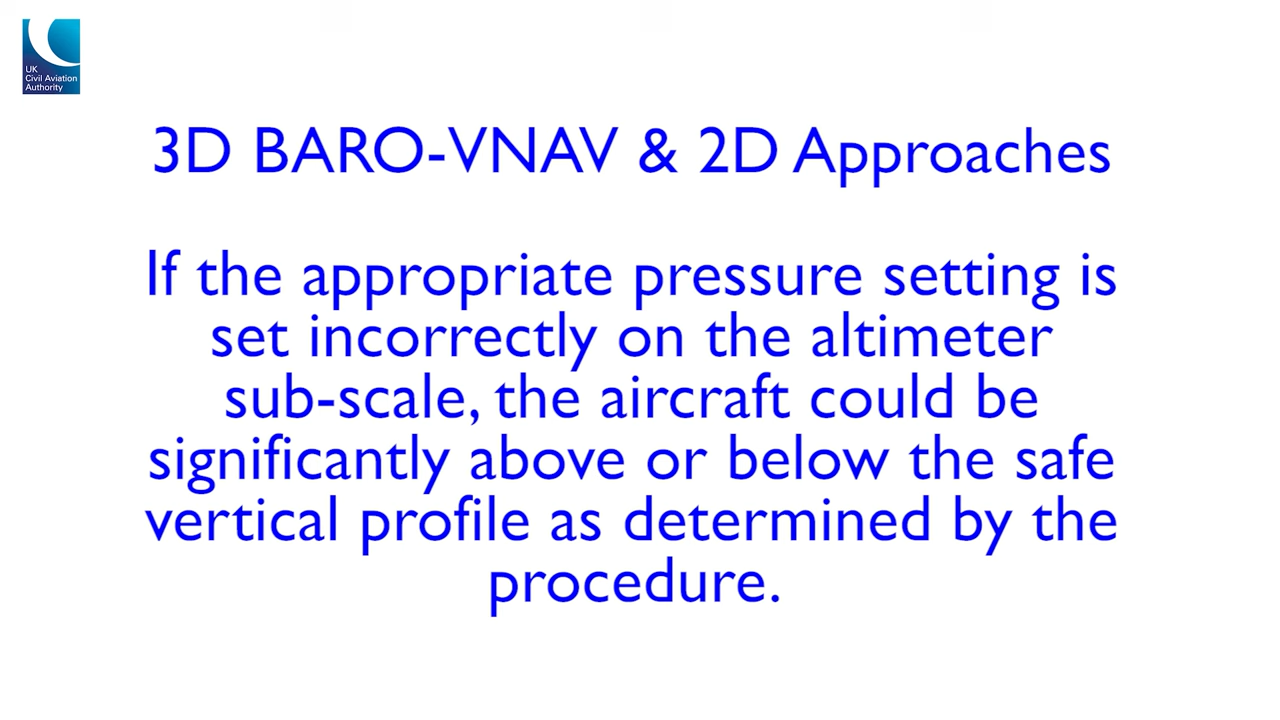 UK
Civil Aviation
Authority
3D BARO-VNAV & 2D Approaches
If the appropriate pressure setting is
set incorrectly on the altimeter
sub-scale, the aircraft could be
significantly above or below the safe
vertical profile as determined by the
procedure.